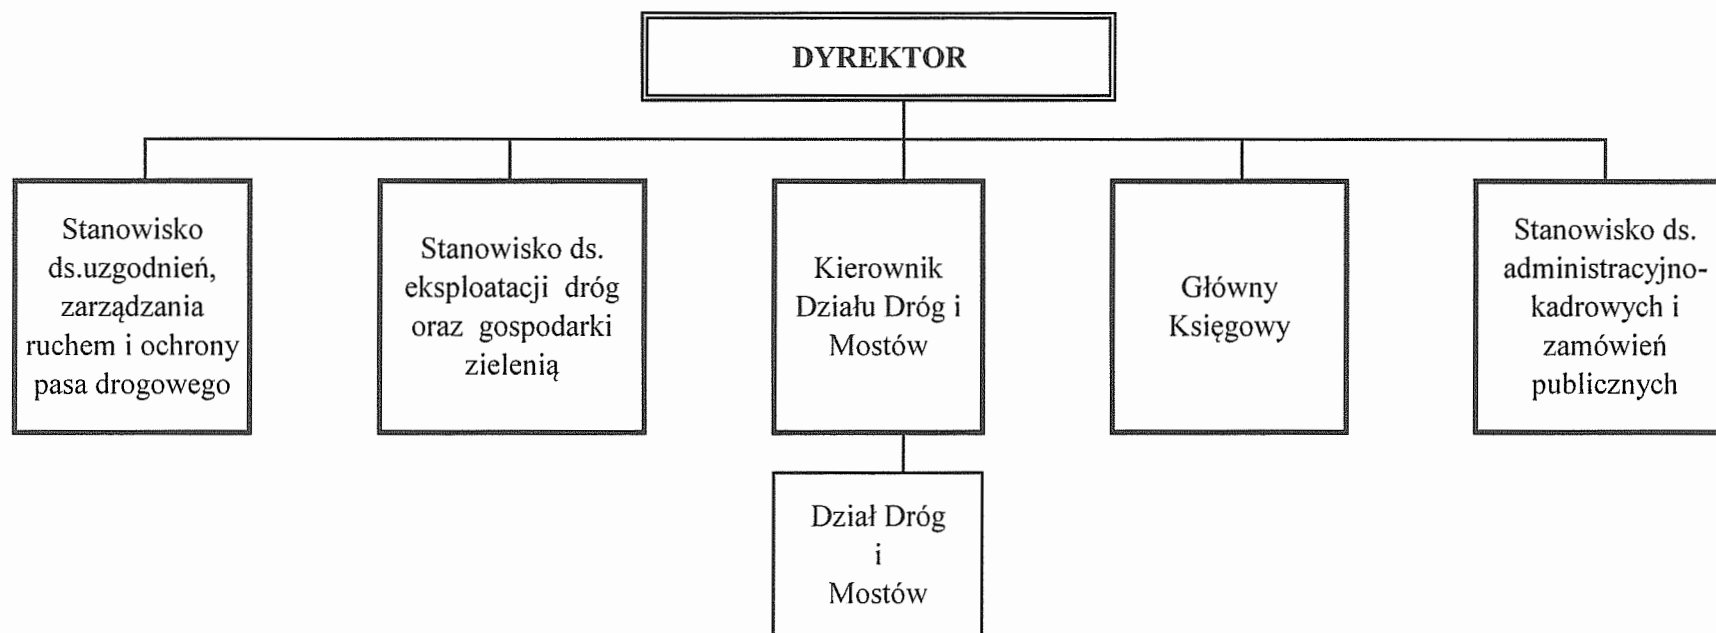 DYREKTOR
Stanowisko
ds.uzgodnień,
zarządzania
ruchem i ochrony
pasa drogowego
Stanowisko ds.
eksploatacji dróg
oraz gospodarki
zielenią
Kierownik
Działu Dróg i
Mostów
Główny
Księgowy
Stanowisko ds.
administracyjno-
kadrowych i
zamówień
publicznych
Dział Dróg
i
Mostów